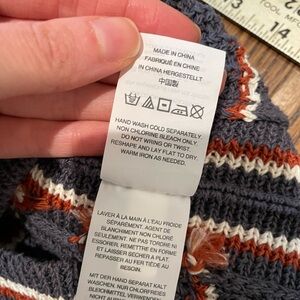 MADE IN CHINA
FABRIQUÉ EN CHINE
IN CHINA HERGESTELLT
中国製
HAND WASH COLD SEPARATELY.
NON CHLORINE BLEACH ONLY.
DO NOT WRING OR TWIST.
RESHAPE AND LAY FLAT TO DRY.
WARM IRON AS NEEDED.
LAVER À LA MAIN À L'EAU FROIDE
SÉPARÉMENT. AGENT DE
BLANCHIMENT NON CHLORÉ
SEULEMENT. NE PAS TORDRE NI
ESSORER, REMETTRE EN FORME
ET LAISSER SÉCHER À PLAT.
REPASSER AU FER TIÈDE AU
BESOIN.
MIT DER HAND SEPARAT KALT
WASCHEN, NUR CHLORFREIES
BLEICHMITTEL VERWENDEN
14